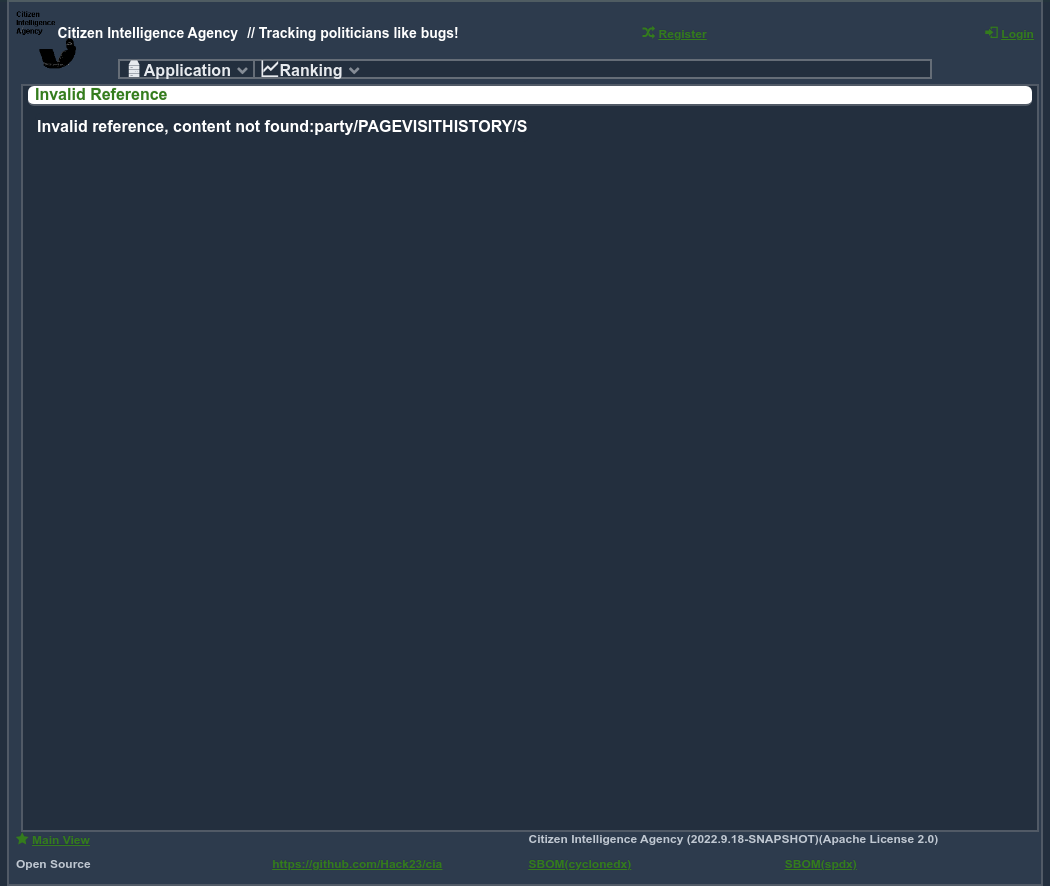 Citizen
Intelligence
Agency
Citizen Intelligence Agency // Tracking politicians like bugs!
Register
Login
Application
Ranking
Invalid Reference
Invalid reference, content not found:party/PAGEVISITHISTORY/S
Main View
Citizen Intelligence Agency (2022.9.18-SNAPSHOT)(Apache License 2.0)
Open Source
https://github.com/Hack23/cia
SBOM(cyclonedx)
SBOM(spdx)